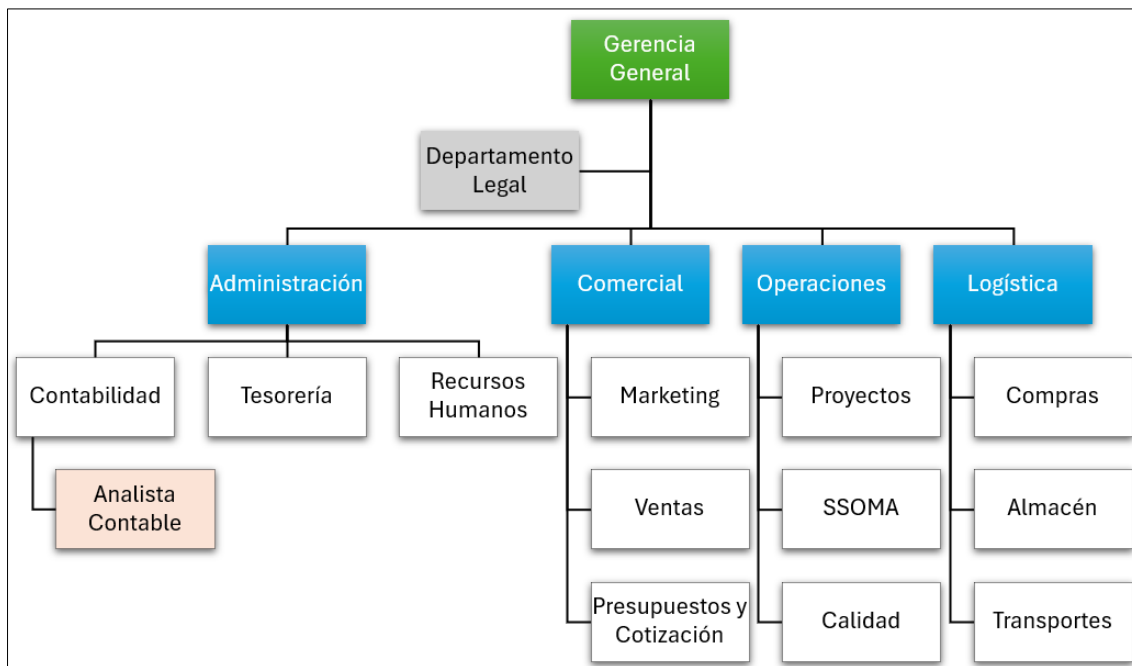 Gerencia
General
Departamento
Legal
Administración
Comercial
Operaciones
Logística
Contabilidad
Tesorería
Recursos
Humanos
Marketing
Proyectos
Compras
Analista
Contable
Ventas
SSOMA
Almacén
Presupuestos y
Cotización
Calidad
Transportes